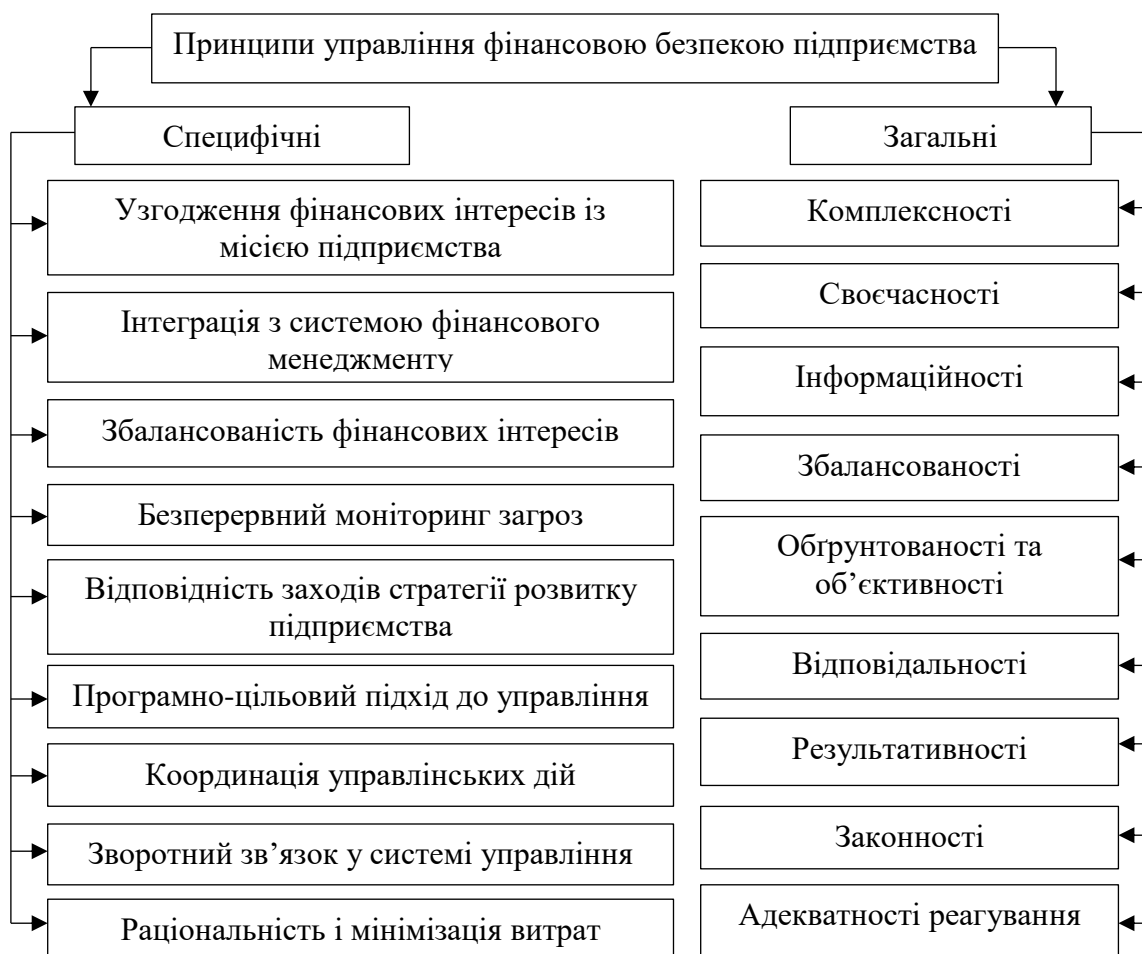 Принципи управління фінансовою безпекою підприємства
Специфічні
Загальні
Узгодження фінансових інтересів із
місією підприємства
Інтеграція з системою фінансового
менеджменту
Збалансованість фінансових інтересів
Безперервний моніторинг загроз
Відповідність заходів стратегії розвитку
підприємства
Програмно-цільовий підхід до управління
Координація управлінських дій
Зворотний зв’язок у системі управління
Раціональність і мінімізація витрат
Комплексності
Своєчасності
Інформаційності
Збалансованості
Обґрунтованості та
об’єктивності
Відповідальності
Результативності
Законності
Адекватності реагування